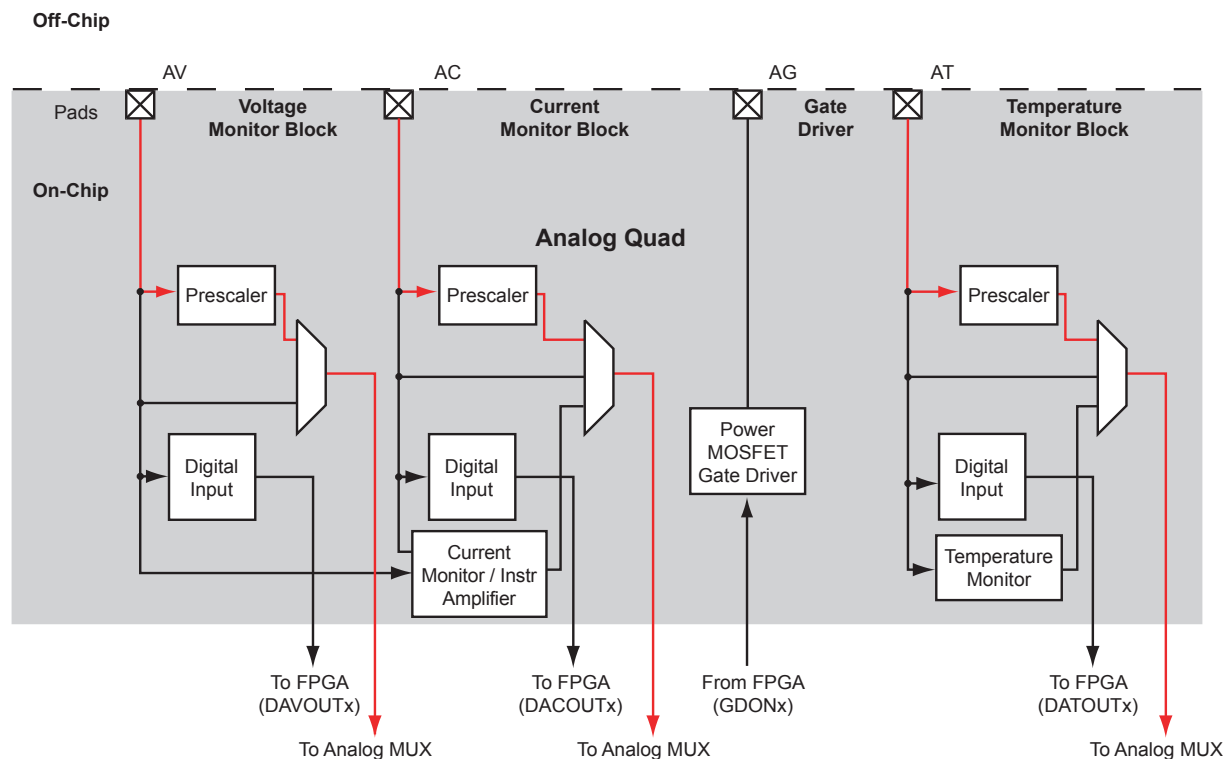 Off-Chip
AV
AC
AG
AT
Pads
Voltage
Monitor Block
Current
Monitor Block
Gate
Driver
Temperature
Monitor Block
On-Chip
Analog Quad
Prescaler
Prescaler
Prescaler
Power
MOSFET
Gate Driver
Digital
Input
Digital
Input
Digital
Input
Current
Monitor / Instr
Amplifier
Temperature
Monitor
To FPGA
(DAVOUTx)
To FPGA
(DACOUTx)
From FPGA
(GDONx)
To FPGA
(DATOUTx)
To Analog MUX
To Analog MUX
To Analog MUX